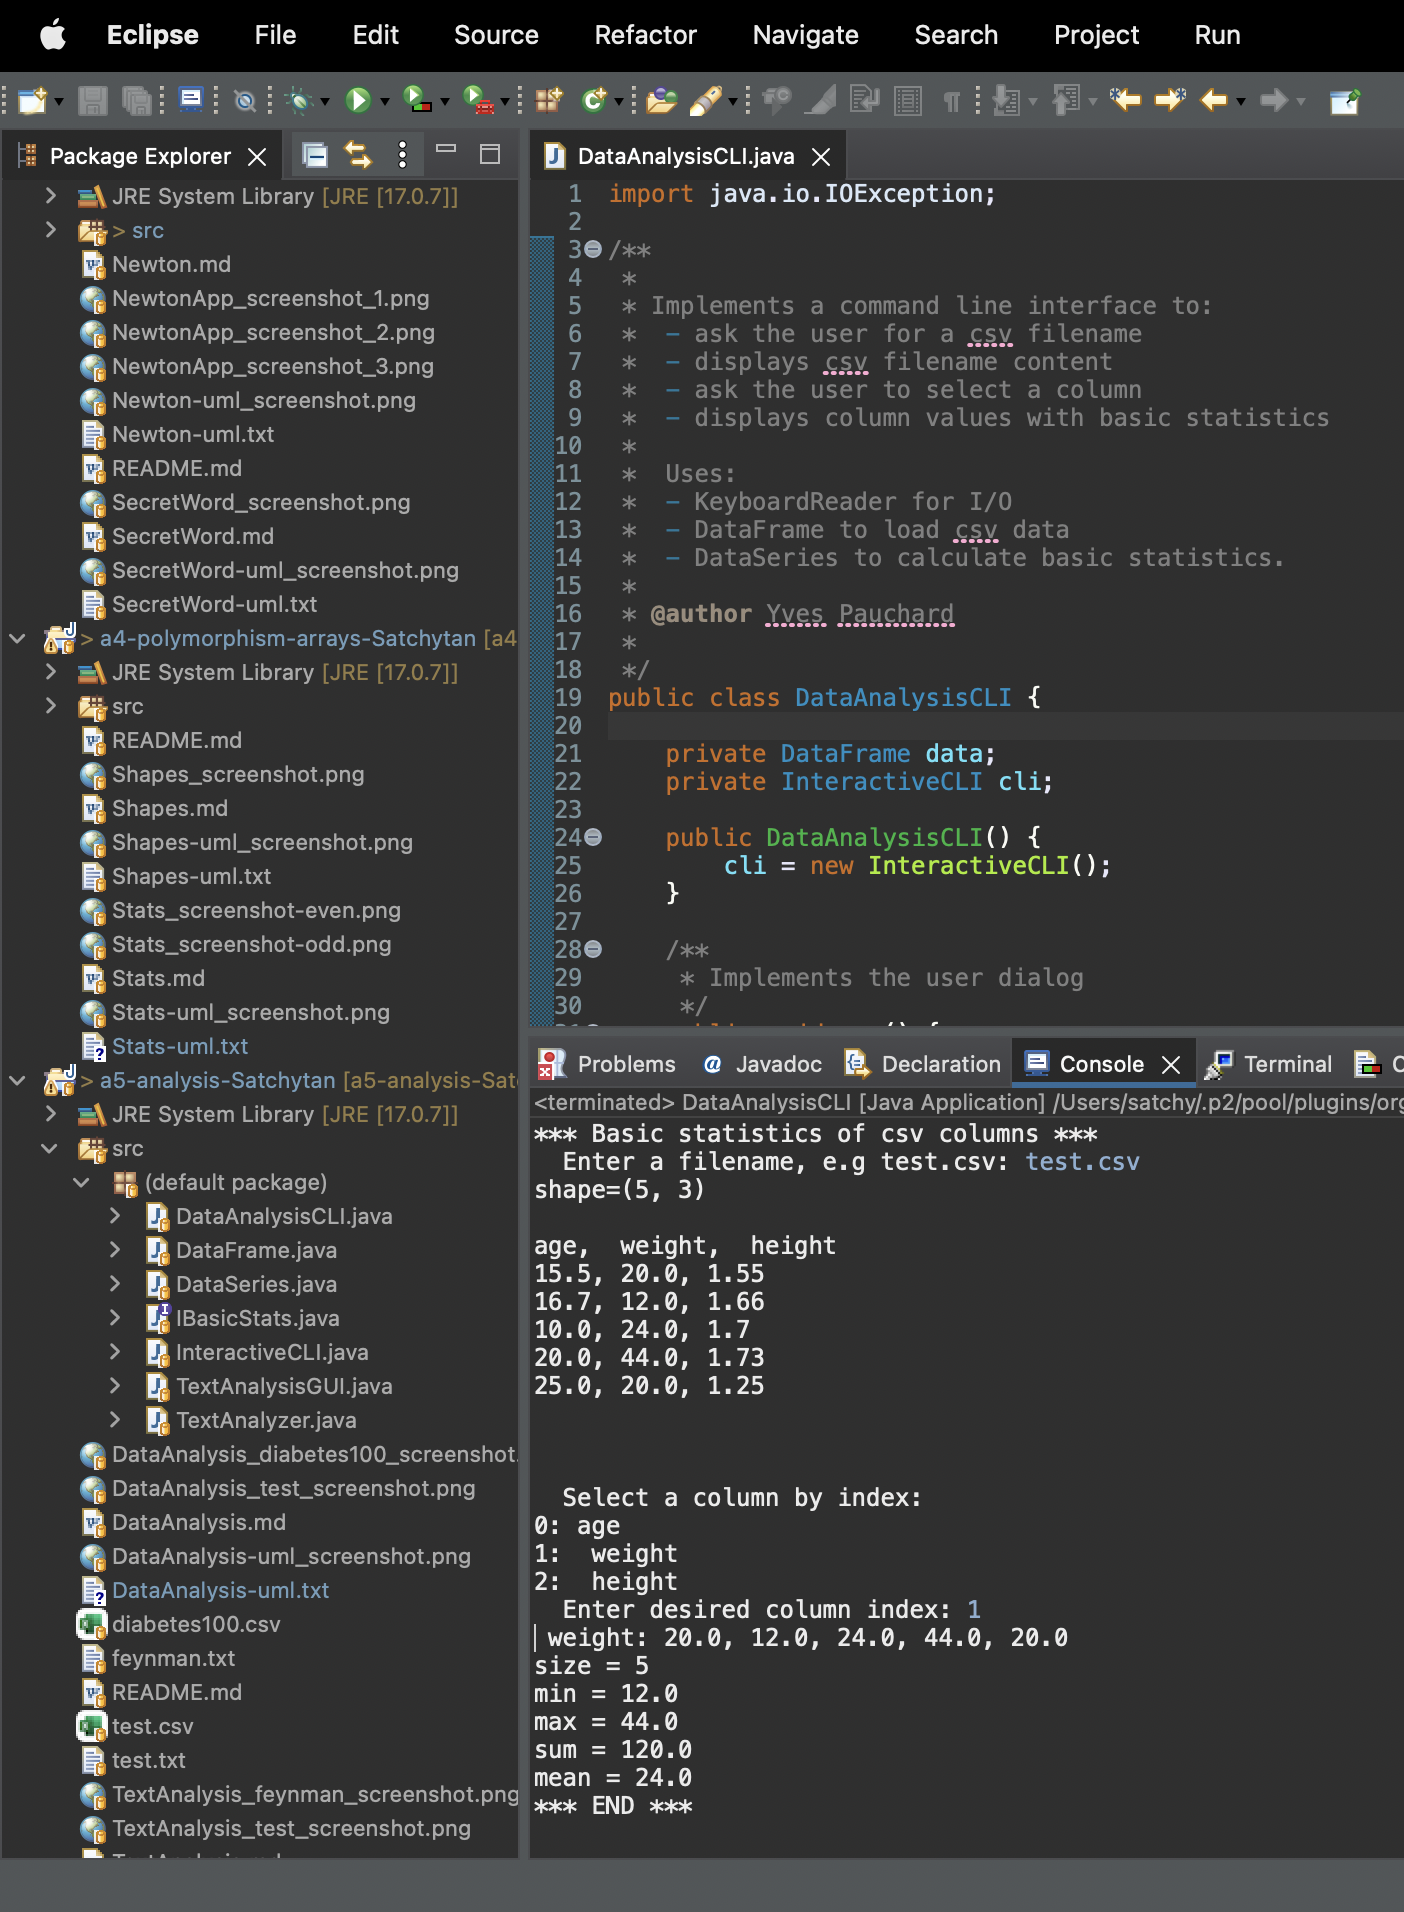 Eclipse File Edit Source Refactor Navigate Search Project Run
Package Explorer
JRE System Library [JRE [17.0.7]]
> src
Newton.md
NewtonApp_screenshot_1.png
NewtonApp_screenshot_2.png
NewtonApp_screenshot_3.png
Newton-uml_screenshot.png
Newton-uml.txt
README.md
SecretWord_screenshot.png
SecretWord.md
SecretWord-uml_screenshot.png
SecretWord-uml.txt
> a4-polymorphism-arrays-Satchytan [a4
JRE System Library [JRE [17.0.7]]
src
README.md
Shapes_screenshot.png
Shapes.md
Shapes-uml_screenshot.png
Shapes-uml.txt
Stats_screenshot-even.png
Stats_screenshot-odd.png
Stats.md
Stats-uml_screenshot.png
Stats-uml.txt
> a5-analysis-Satchytan [a5-analysis-Sat
JRE System Library [JRE [17.0.7]]
src
(default package)
DataAnalysisCLI.java
DataFrame.java
DataSeries.java
IBasicStats.java
InteractiveCLI.java
TextAnalysisGUI.java
TextAnalyzer.java
DataAnalysis_diabetes100_screenshot.
DataAnalysis_test_screenshot.png
DataAnalysis.md
DataAnalysis-uml_screenshot.png
DataAnalysis-uml.txt
diabetes100.csv
feynman.txt
README.md
test.csv
test.txt
TextAnalysis_feynman_screenshot.png
TextAnalysis_test_screenshot.png
DataAnalysisCLI.java
1 import java.io.IOException;
2
3 /**
4 *
5 * Implements a command line interface to:
6 * - ask the user for a csv filename
7 * - displays csv filename content
8 * - ask the user to select a column
9 * - displays column values with basic statistics
10 *
11 * Uses:
12 * - KeyboardReader for I/O
13 * - DataFrame to load csv data
14 * - DataSeries to calculate basic statistics.
15 *
16 * @author Yves Pauchard
17 *
18 */
19 public class DataAnalysisCLI {
20
21 private DataFrame data;
22 private InteractiveCLI cli;
23
24 public DataAnalysisCLI() {
25 cli = new InteractiveCLI();
26 }
27
28 /**
29 * Implements the user dialog
30 */
Problems @ Javadoc Declaration Console Terminal C
<terminated> DataAnalysisCLI [Java Application] /Users/satchy/.p2/pool/plugins/org
*** Basic statistics of csv columns ***
Enter a filename, e.g test.csv: test.csv
shape=(5, 3)
age, weight, height
15.5, 20.0, 1.55
16.7, 12.0, 1.66
10.0, 24.0, 1.7
20.0, 44.0, 1.73
25.0, 20.0, 1.25
Select a column by index:
0: age
1: weight
2: height
Enter desired column index: 1
weight: 20.0, 12.0, 24.0, 44.0, 20.0
size = 5
min = 12.0
max = 44.0
sum = 120.0
mean = 24.0
*** END ***